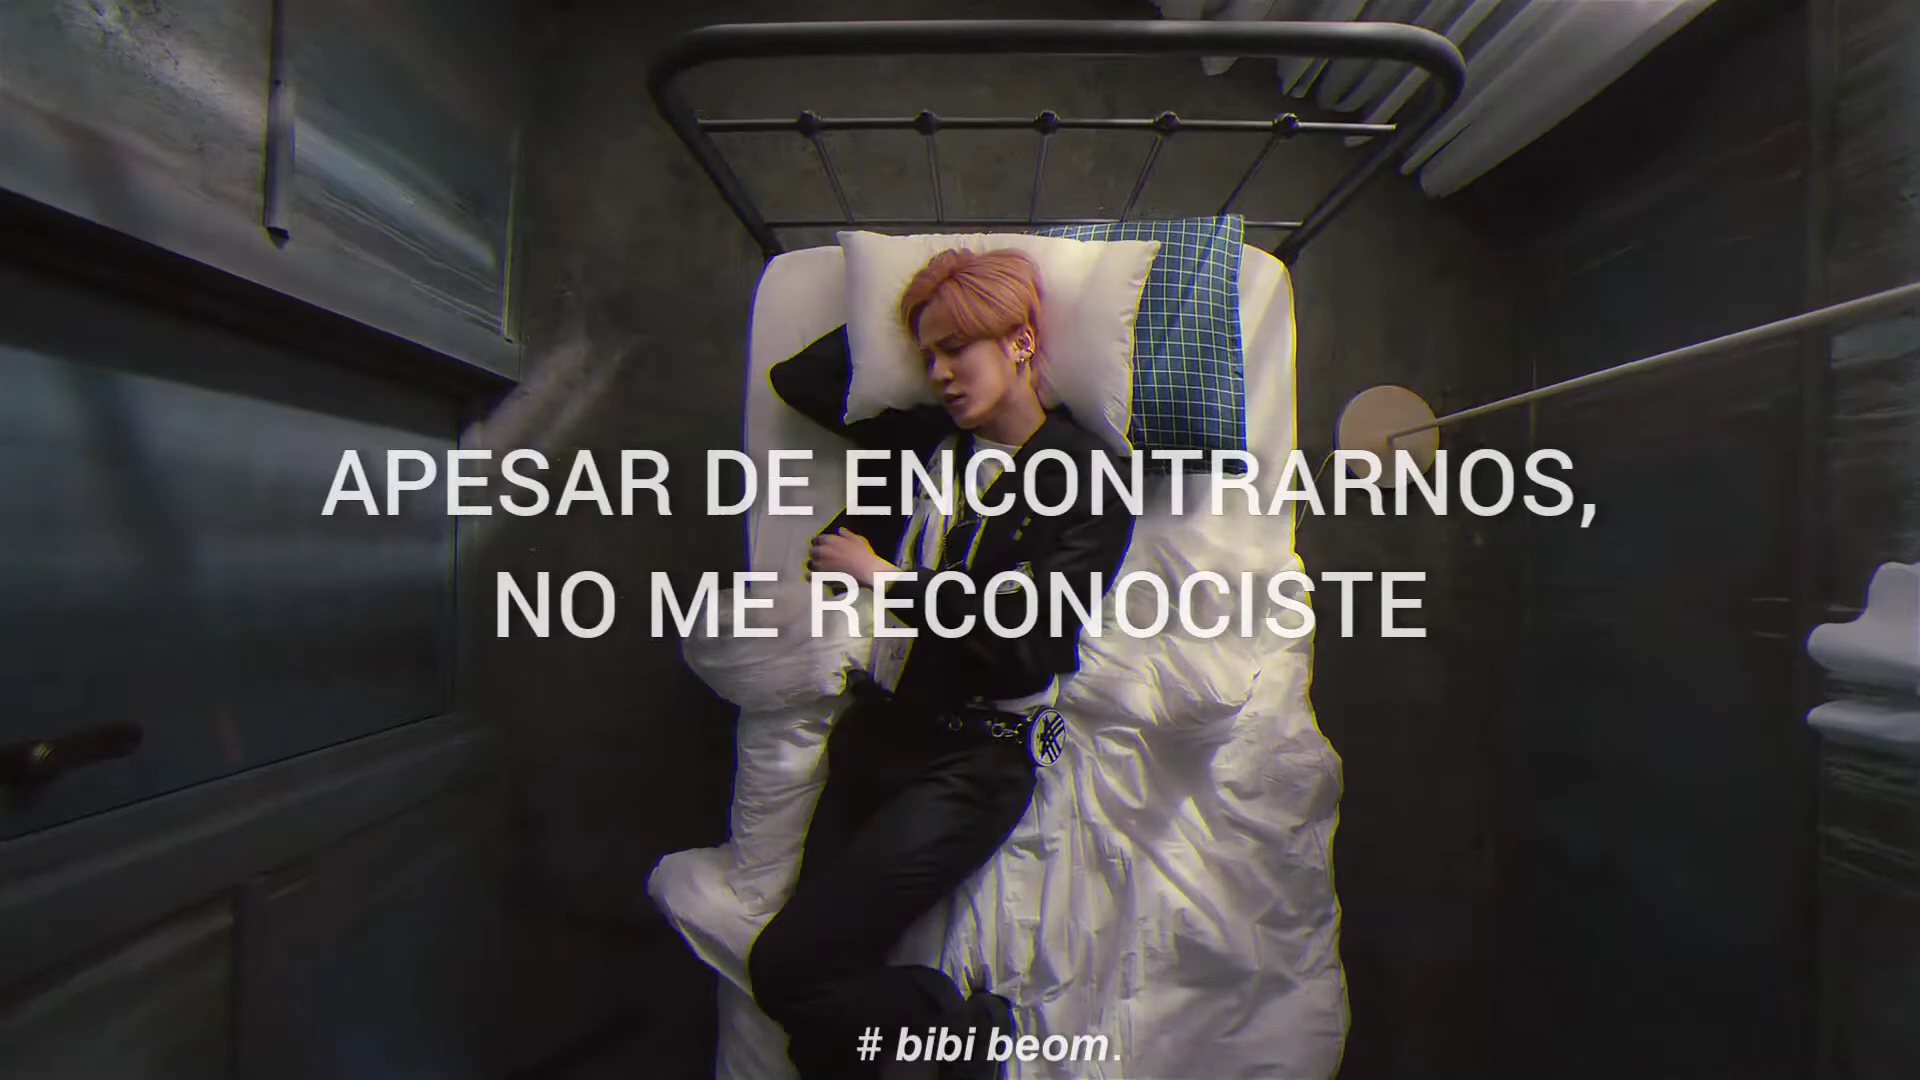 APESAR DE ENCONTRARNOS,
NO ME RECONOCISTE
# bibi beom.